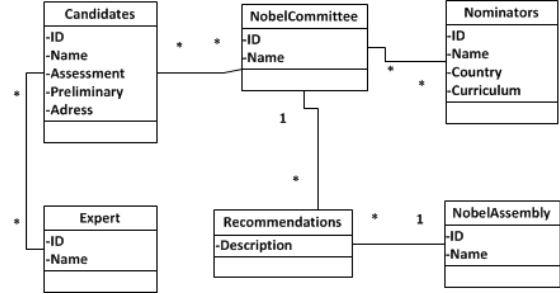 Candidates
-ID
-Name
-Assessment
-Preliminary
-Adress
*
*
NobelCommittee
-ID
-Name
*
*
Nominators
-ID
-Name
-Country
-Curriculum
*
*
1
*
Expert
-ID
-Name
Recommendations
-Description
*
1
NobelAssembly
-ID
-Name